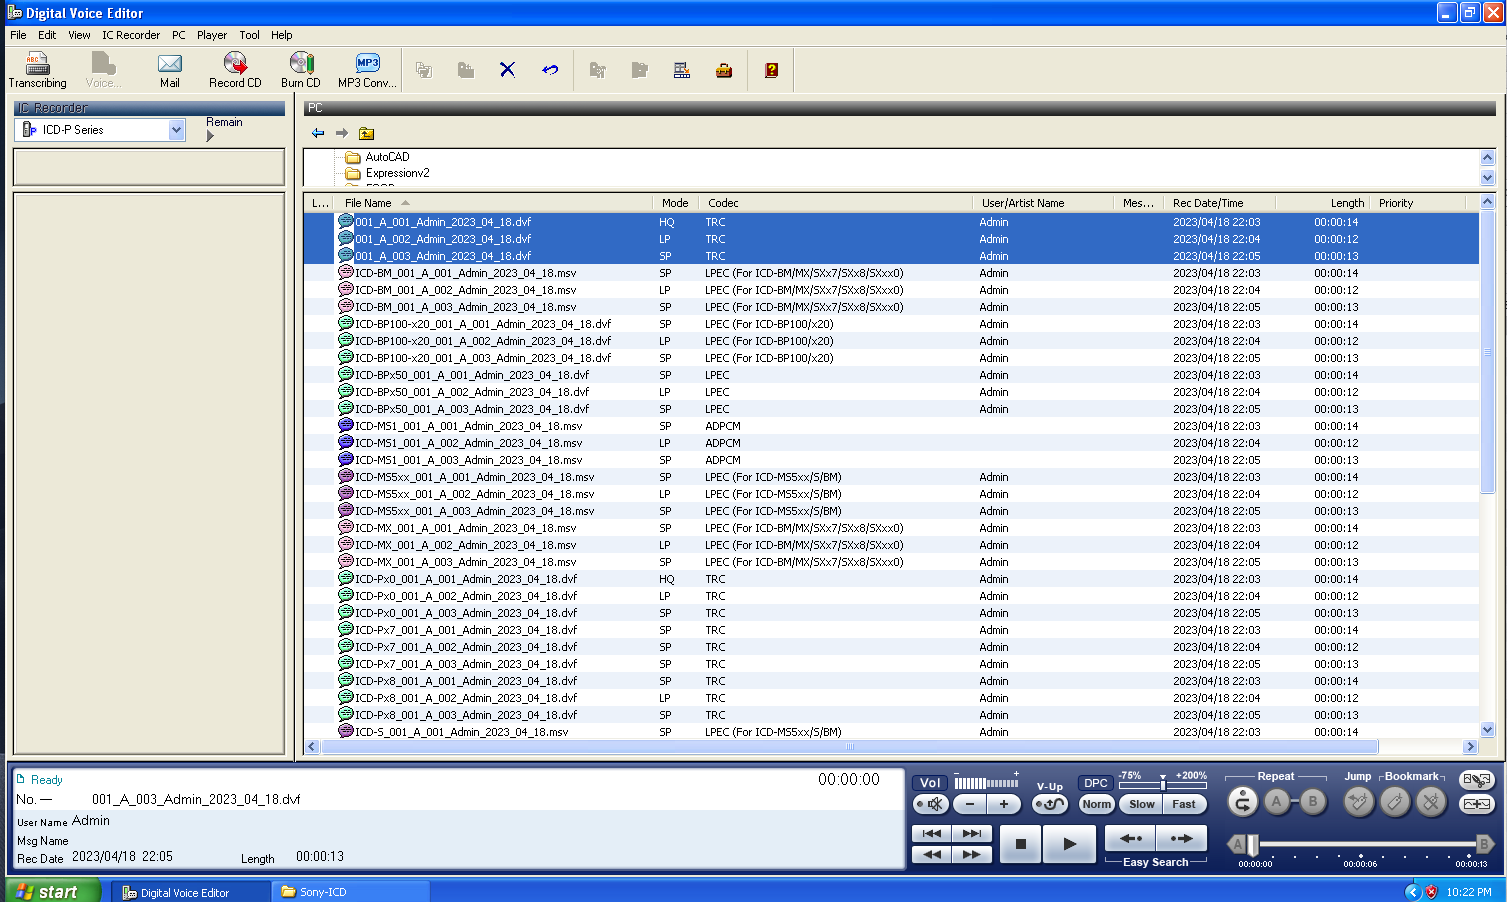 Digital Voice Editor
File Edit View IC Recorder PC Player Tool Help
Transcribing Voice... Mail Record CD Burn CD MP3 Conv...
IC Recorder
ICD-P Series
Remain
PC
AutoCAD
Expressionv2
L... File Name Mode Codec User/Artist Name Mes... Rec Date/Time Length Priority
001_A_001_Admin_2023_04_18.dvf HQ TRC Admin 2023/04/18 22:03 00:00:14
001_A_002_Admin_2023_04_18.dvf LP TRC Admin 2023/04/18 22:04 00:00:12
001_A_003_Admin_2023_04_18.dvf SP TRC Admin 2023/04/18 22:05 00:00:13
ICD-BM_001_A_001_Admin_2023_04_18.msv SP LPEC (For ICD-BM/MX/SXx7/SXx8/SXxx0) Admin 2023/04/18 22:03 00:00:14
ICD-BM_001_A_002_Admin_2023_04_18.msv LP LPEC (For ICD-BM/MX/SXx7/SXx8/SXxx0) Admin 2023/04/18 22:04 00:00:12
ICD-BM_001_A_003_Admin_2023_04_18.msv SP LPEC (For ICD-BM/MX/SXx7/SXx8/SXxx0) Admin 2023/04/18 22:05 00:00:13
ICD-BP100-x20_001_A_001_Admin_2023_04_18.dvf SP LPEC (For ICD-BP100/x20) Admin 2023/04/18 22:03 00:00:14
ICD-BP100-x20_001_A_002_Admin_2023_04_18.dvf LP LPEC (For ICD-BP100/x20) Admin 2023/04/18 22:04 00:00:12
ICD-BP100-x20_001_A_003_Admin_2023_04_18.dvf SP LPEC (For ICD-BP100/x20) Admin 2023/04/18 22:05 00:00:13
ICD-BPx50_001_A_001_Admin_2023_04_18.dvf SP LPEC Admin 2023/04/18 22:03 00:00:14
ICD-BPx50_001_A_002_Admin_2023_04_18.dvf LP LPEC Admin 2023/04/18 22:04 00:00:12
ICD-BPx50_001_A_003_Admin_2023_04_18.dvf SP LPEC Admin 2023/04/18 22:05 00:00:13
ICD-MS1_001_A_001_Admin_2023_04_18.msv SP ADPCM 2023/04/18 22:03 00:00:14
ICD-MS1_001_A_002_Admin_2023_04_18.msv LP ADPCM 2023/04/18 22:04 00:00:12
ICD-MS1_001_A_003_Admin_2023_04_18.msv SP ADPCM 2023/04/18 22:05 00:00:13
ICD-MS5xx_001_A_001_Admin_2023_04_18.msv SP LPEC (For ICD-MS5xx/S/BM) Admin 2023/04/18 22:03 00:00:14
ICD-MS5xx_001_A_002_Admin_2023_04_18.msv LP LPEC (For ICD-MS5xx/S/BM) Admin 2023/04/18 22:04 00:00:12
ICD-MS5xx_001_A_003_Admin_2023_04_18.msv SP LPEC (For ICD-MS5xx/S/BM) Admin 2023/04/18 22:05 00:00:13
ICD-MX_001_A_001_Admin_2023_04_18.msv SP LPEC (For ICD-BM/MX/SXx7/SXx8/SXxx0) Admin 2023/04/18 22:03 00:00:14
ICD-MX_001_A_002_Admin_2023_04_18.msv LP LPEC (For ICD-BM/MX/SXx7/SXx8/SXxx0) Admin 2023/04/18 22:04 00:00:12
ICD-MX_001_A_003_Admin_2023_04_18.msv SP LPEC (For ICD-BM/MX/SXx7/SXx8/SXxx0) Admin 2023/04/18 22:05 00:00:13
ICD-Px0_001_A_001_Admin_2023_04_18.dvf HQ TRC Admin 2023/04/18 22:03 00:00:14
ICD-Px0_001_A_002_Admin_2023_04_18.dvf LP TRC Admin 2023/04/18 22:04 00:00:12
ICD-Px0_001_A_003_Admin_2023_04_18.dvf SP TRC Admin 2023/04/18 22:05 00:00:13
ICD-Px7_001_A_001_Admin_2023_04_18.dvf SP TRC Admin 2023/04/18 22:03 00:00:14
ICD-Px7_001_A_002_Admin_2023_04_18.dvf SP TRC Admin 2023/04/18 22:04 00:00:12
ICD-Px7_001_A_003_Admin_2023_04_18.dvf SP TRC Admin 2023/04/18 22:05 00:00:13
ICD-Px8_001_A_001_Admin_2023_04_18.dvf SP TRC Admin 2023/04/18 22:03 00:00:14
ICD-Px8_001_A_002_Admin_2023_04_18.dvf LP TRC Admin 2023/04/18 22:04 00:00:12
ICD-Px8_001_A_003_Admin_2023_04_18.dvf SP TRC Admin 2023/04/18 22:05 00:00:13
ICD-S_001_A_001_Admin_2023_04_18.msv SP LPEC (For ICD-MS5xx/S/BM) Admin 2023/04/18 22:03 00:00:14
Ready 00:00:00
No. — 001_A_003_Admin_2023_04_18.dvf
User Name Admin
Msg Name
Rec Date 2023/04/18 22:05 Length 00:00:13
Vol - + V-Up DPC -75% +200% Repeat Jump Bookmark
- + Norm Slow Fast A - B
Easy Search
A B
00:00:00 00:00:06 00:00:13
start Digital Voice Editor Sony-ICD 10:22 PM